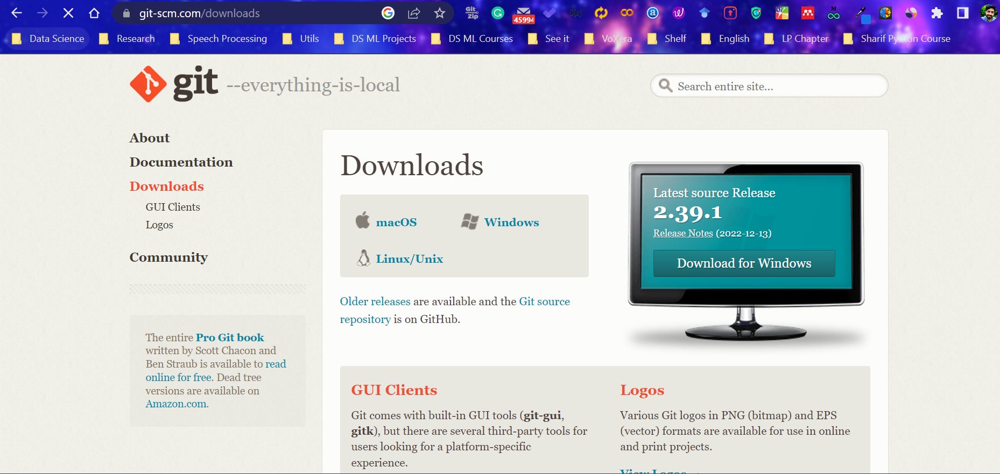 git-scm.com/downloads
Git Zip
45994
Data Science
Research
Speech Processing
Utils
DS ML Projects
DS ML Courses
See it
VoXera
Shelf
English
LP Chapter
Sharif Python Course
git --everything-is-local
Search entire site...
About
Documentation
Downloads
GUI Clients
Logos
Community
The entire Pro Git book
written by Scott Chacon and
Ben Straub is available to read
online for free. Dead tree
versions are available on
Amazon.com.
Downloads
macOS
Windows
Linux/Unix
Older releases are available and the Git source
repository is on GitHub.
Latest source Release
2.39.1
Release Notes (2022-12-13)
Download for Windows
GUI Clients
Git comes with built-in GUI tools (git-gui,
gitk), but there are several third-party tools for
users looking for a platform-specific
experience.
Logos
Various Git logos in PNG (bitmap) and EPS
(vector) formats are available for use in online
and print projects.
View Logos